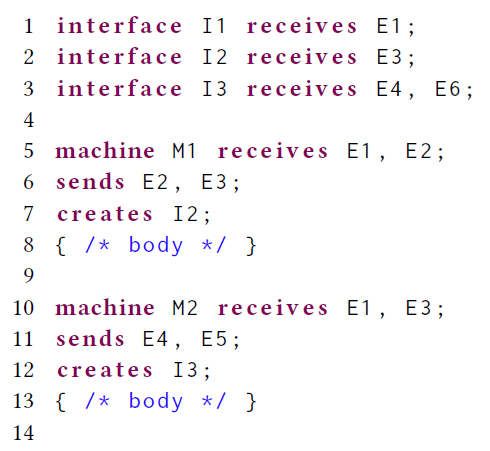 1 interface I1 receives E1;
2 interface I2 receives E3;
3 interface I3 receives E4, E6;
4
5 machine M1 receives E1, E2;
6 sends E2, E3;
7 creates I2;
8 { /* body */ }
9
10 machine M2 receives E1, E3;
11 sends E4, E5;
12 creates I3;
13 { /* body */ }
14